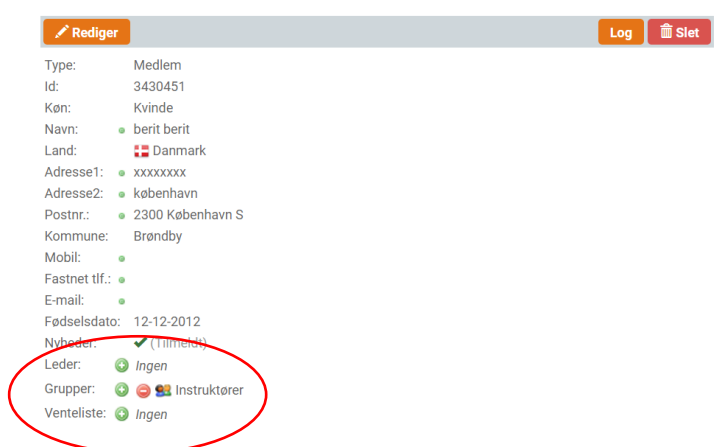 Rediger Log Slet
Type: Medlem
Id: 3430451
Køn: Kvinde
Navn: berit berit
Land: Danmark
Adresse1: xxxxxxxx
Adresse2: københavn
Postnr.: 2300 København S
Kommune: Brøndby
Mobil:
Fastnet tlf.:
E-mail:
Fødselsdato: 12-12-2012
Nyheder: (Tilmeldt)
Leder: Ingen
Grupper: Instruktører
Venteliste: Ingen